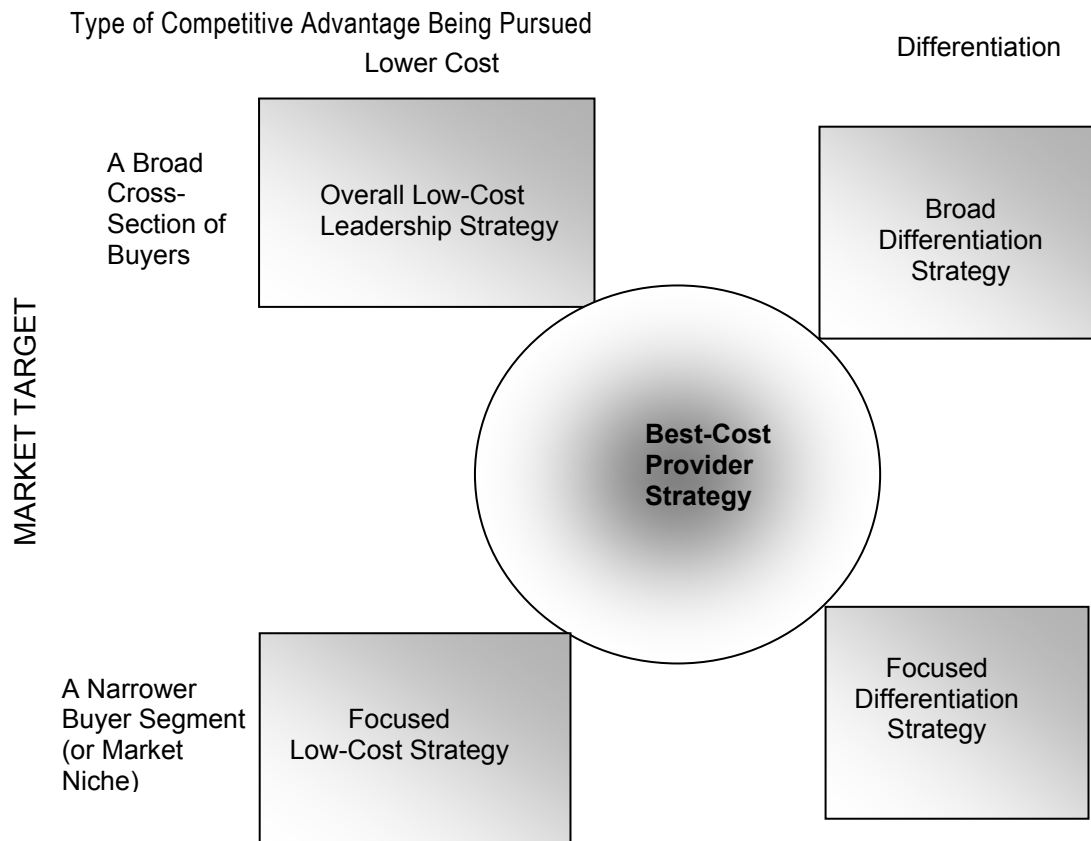 Type of Competitive Advantage Being Pursued
Lower Cost
Differentiation
A Broad
Cross-
Section of
Buyers
Overall Low-Cost
Leadership Strategy
Broad
Differentiation
Strategy
MARKET TARGET
Best-Cost
Provider
Strategy
A Narrower
Buyer Segment
(or Market
Niche)
Focused
Low-Cost Strategy
Focused
Differentiation
Strategy